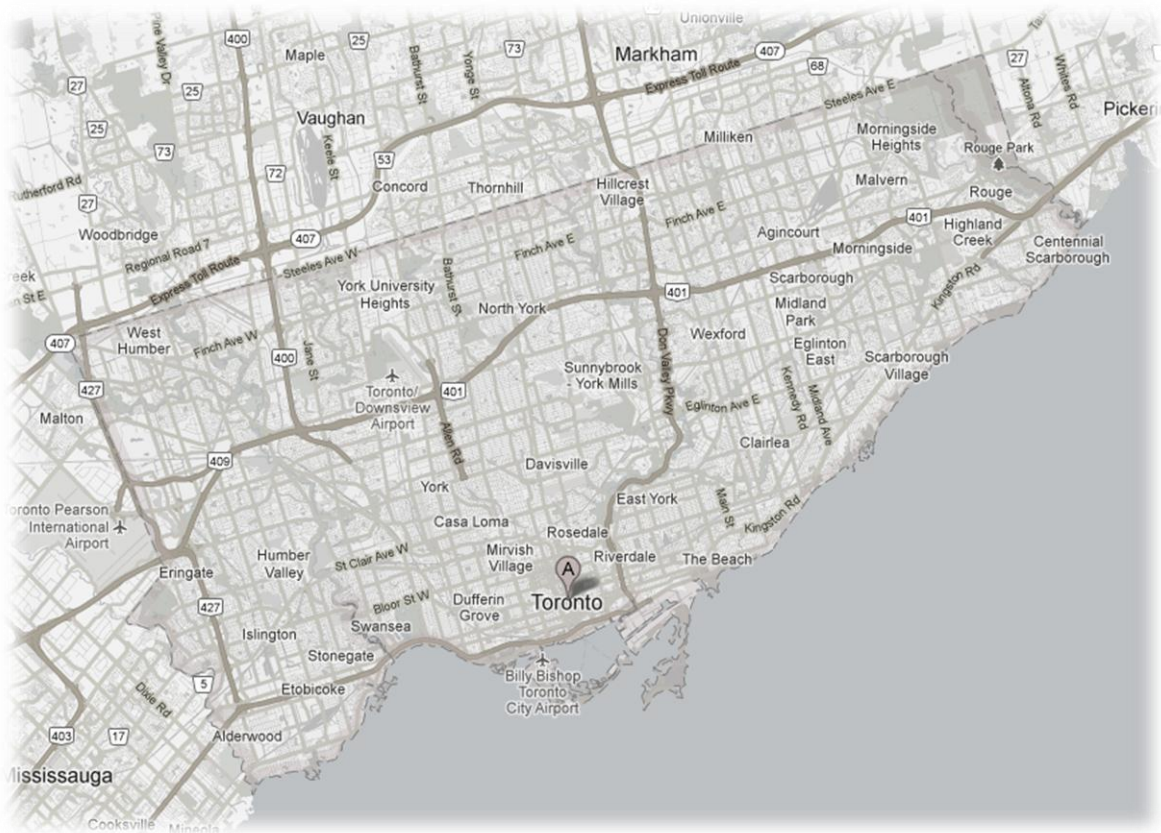 Unionville
Pine Valley Dr
400
Maple
25
Bathurst St
Yonge St
73
Markham
407
68
Express Toll Route
27
Whites Rd
Altona Rd
27
25
Steeles Ave E
25
Vaughan
Keele St
73
72
53
Concord
Thornhill
Hillcrest
Village
Milliken
Morningside
Heights
Rouge Park
Malvern
Rouge
Rutherford Rd
27
Woodbridge
407
Regional Road 7
Express Toll Route
Steeles Ave W
Finch Ave E
Finch Ave E
Agincourt
401
Highland
Creek
Morningside
Centennial
Scarborough
n St E
York University
Heights
Bathurst St
North York
401
Scarborough
Kingston Rd
Midland
Park
West
Humber
Finch Ave W
407
400
Jane St
Don Valley Pkwy
Wexford
Eglinton
East
Scarborough
Village
427
Toronto/
Downsview
Airport
401
Sunnybrook
- York Mills
Eglinton Ave E
Kennedy Rd
Midland Ave
Malton
Allen Rd
Clairlea
409
Davisville
York
East York
Main St
Kingston Rd
oronto Pearson
International
Airport
Casa Loma
Rosedale
Humber
Valley
St Clair Ave W
Mirvish
Village
Riverdale
The Beach
Eringate
A
427
Bloor St W
Dufferin
Grove
Toronto
Islington
Swansea
Stonegate
Billy Bishop
Toronto
City Airport
5
Etobicoke
Dixie Rd
403
17
Alderwood
Mississauga
Cooksville
Mineola